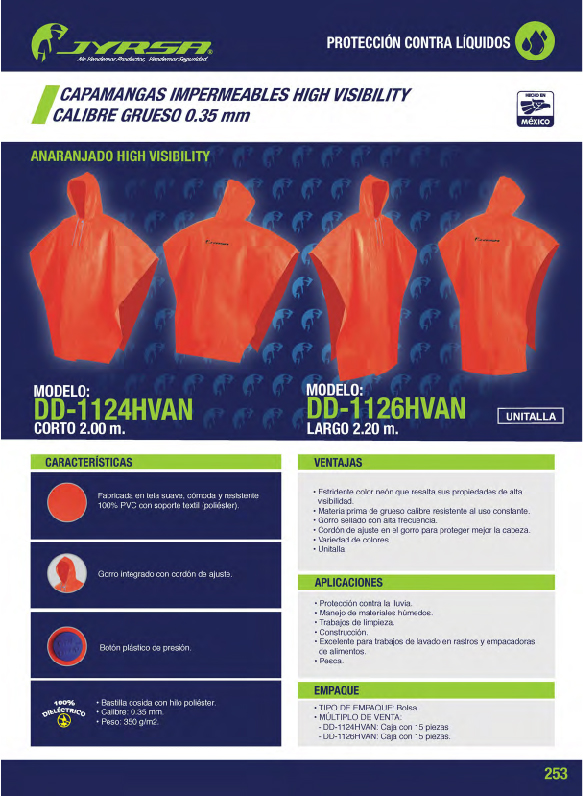 JYRSA®
No Vendemos Productos, Vendemos Seguridad
PROTECCIÓN CONTRA LÍQUIDOS
CAPAMANGAS IMPERMEABLES HIGH VISIBILITY
CALIBRE GRUESO 0.35 mm
HECHO EN
MÉXICO
ANARANJADO HIGH VISIBILITY
JYRSA
JYRSA
MODELO:
DD-1124HVAN
CORTO 2.00 m.
MODELO:
DD-1126HVAN
LARGO 2.20 m.
UNITALLA
CARACTERÍSTICAS
Fabricada en tela suave, cómoda y resistente
100% PVC con soporte textil (poliéster).
Gorro integrado con cordón de ajuste.
Botón plástico de presión.
100%
DIELÉCTRICO
• Bastilla cosida con hilo poliéster.
• Calibre: 0.35 mm.
• Peso: 350 g/m2.
VENTAJAS
• Estridente color neón que resalta sus propiedades de alta
visibilidad.
• Materia prima de grueso calibre resistente al uso constante.
• Gorro sellado con alta frecuencia.
• Cordón de ajuste en el gorro para proteger mejor la cabeza.
• Variedad de colores
• Unitalla
APLICACIONES
• Protección contra la lluvia.
• Manejo de materiales húmedos.
• Trabajos de limpieza.
• Construcción.
• Excelente para trabajos de lavado en rastros y empacadoras
de alimentos.
• Pesca.
EMPAQUE
• TIPO DE EMPAQUE: Bolsa
• MÚLTIPLO DE VENTA:
- DD-1124HVAN: Caja con 15 piezas
- DD-1126HVAN: Caja con 15 piezas.
253